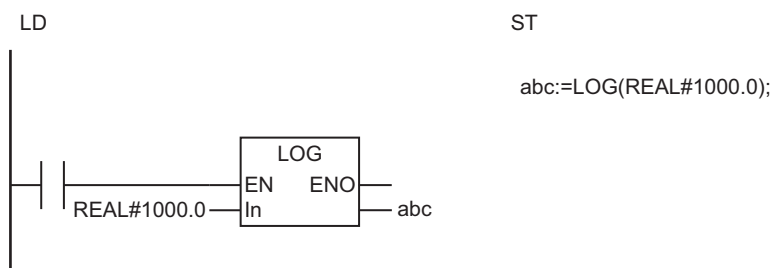 LD
ST
abc:=LOG(REAL#1000.0);
LOG
EN ENO
REAL#1000.0 In abc